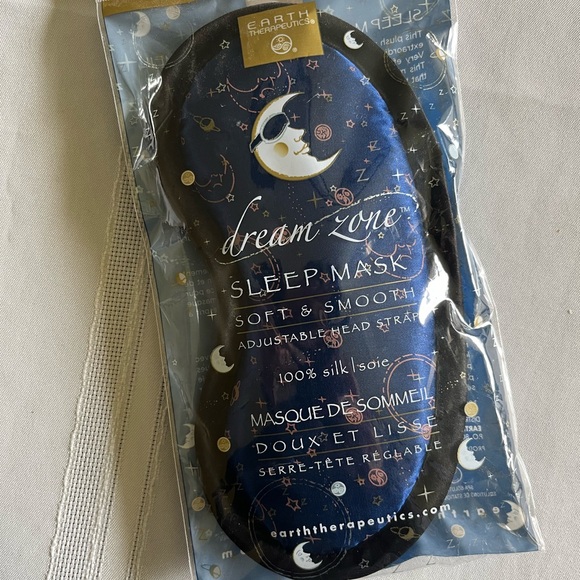 EARTH
THERAPEUTICS®
dream zone™
SLEEP MASK
SOFT & SMOOTH
ADJUSTABLE HEAD STRAP
100% silk | soie
MASQUE DE SOMMEIL
DOUX ET LISSE
SERRE-TÊTE RÉGLABLE
earththerapeutics.com